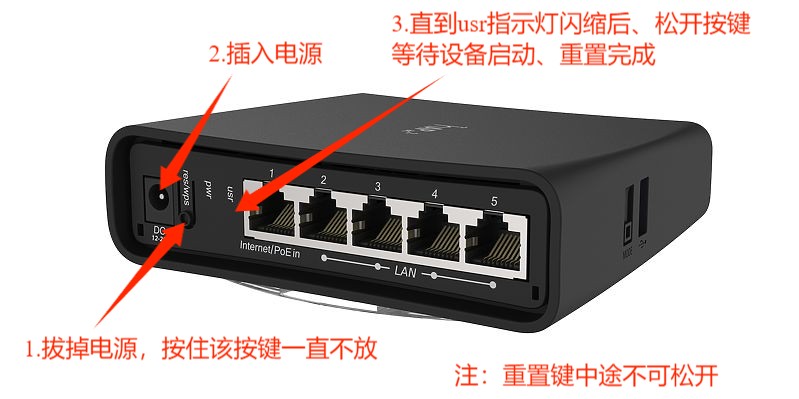 3.直到usr指示灯闪缩后、松开按键
等待设备启动、重置完成
2.插入电源
res/wps
pwr
usr
1
2
3
4
5
DC
Internet/PoE in
LAN
MODE
1.拔掉电源，按住该按键一直不放
注：重置键中途不可松开